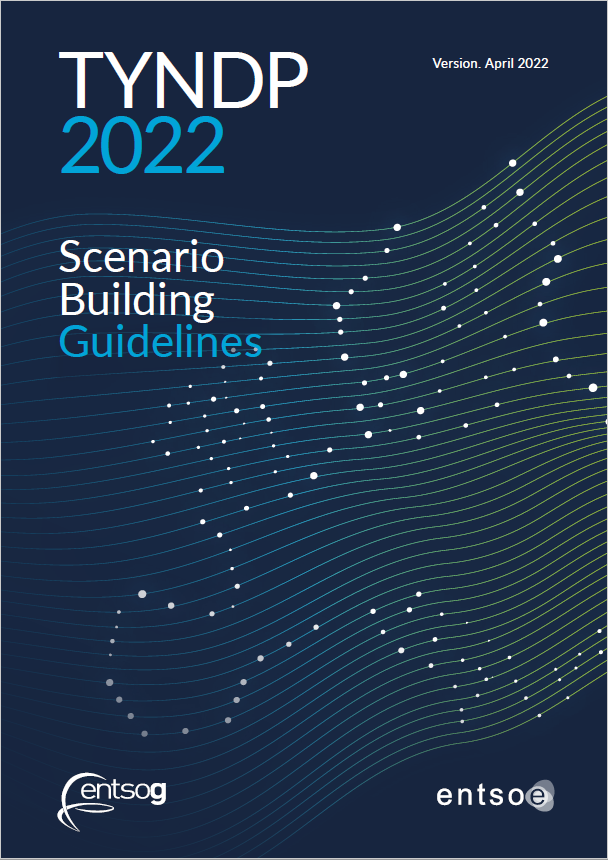 TYNDP
2022
Version. April 2022
Scenario
Building
Guidelines
entsog
entsoe